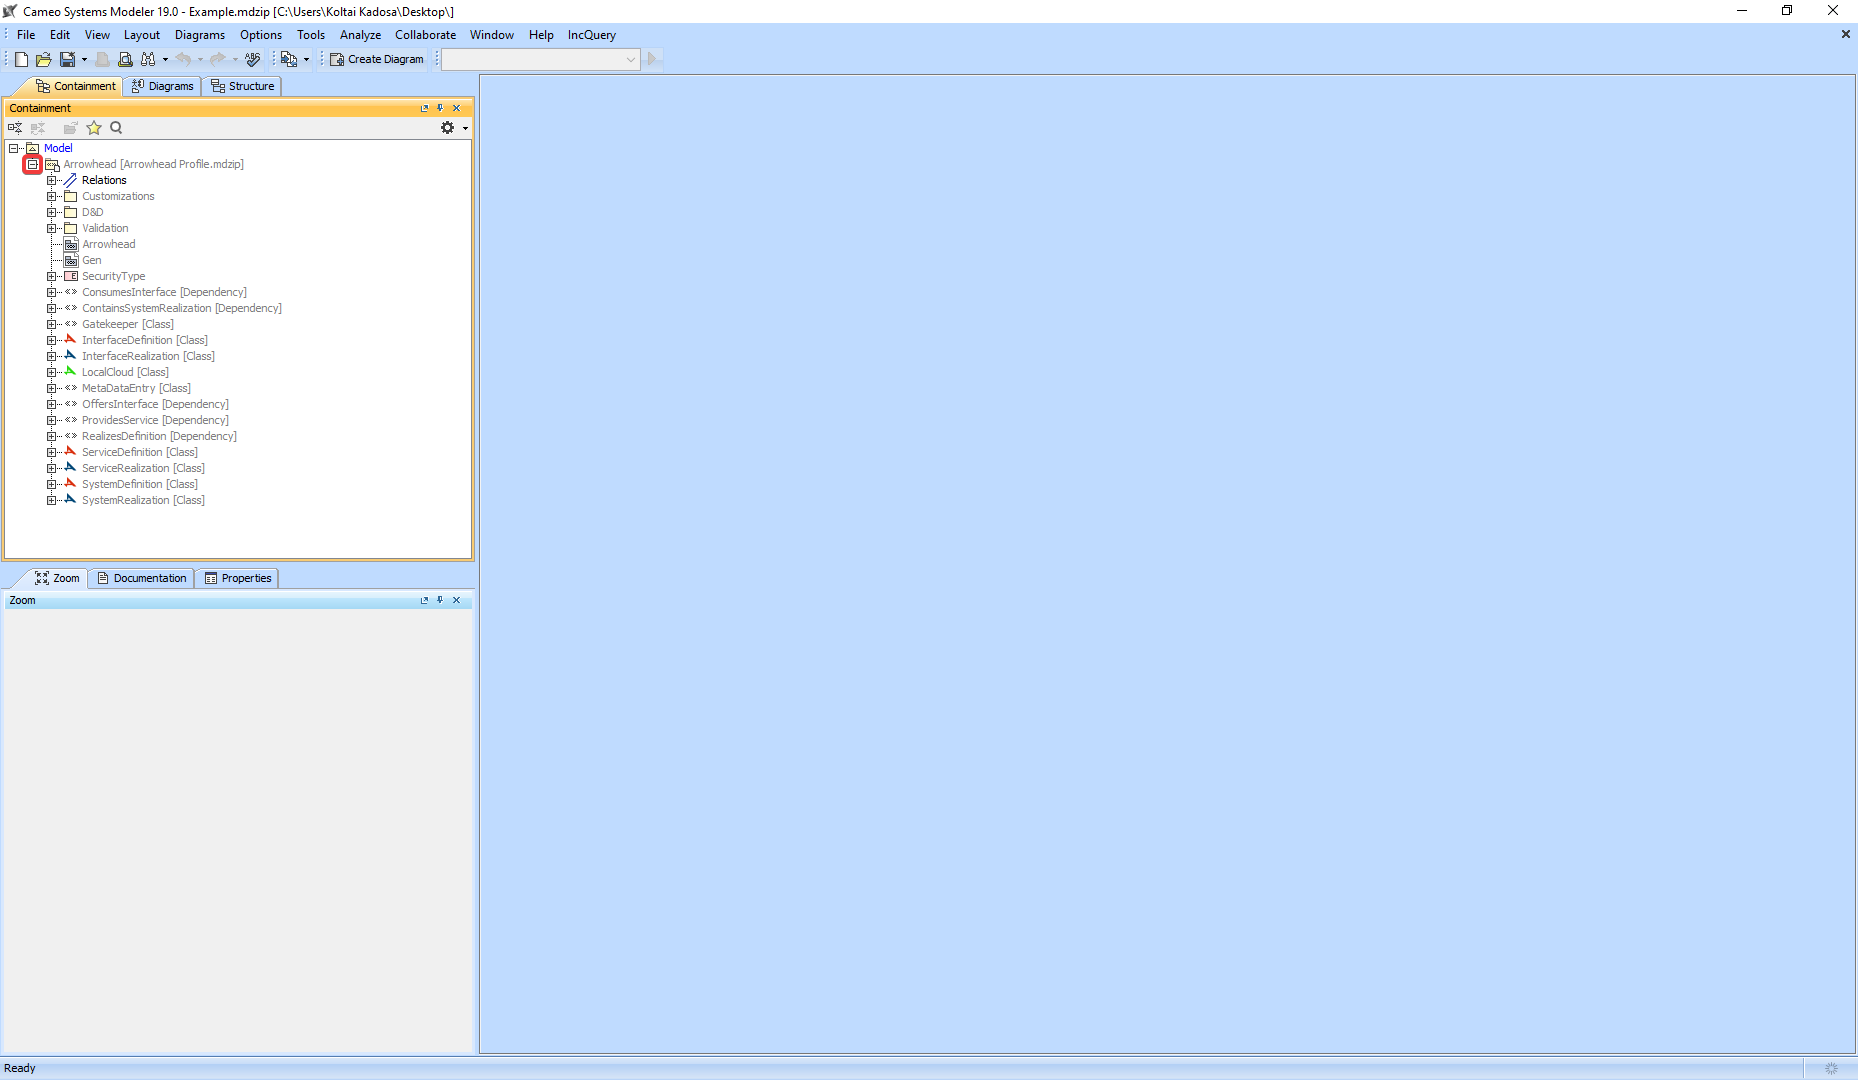 Cameo Systems Modeler 19.0 - Example.mdzip [C:\Users\Koltai Kadosa\Desktop\]
File Edit View Layout Diagrams Options Tools Analyze Collaborate Window Help IncQuery
Create Diagram
Containment Diagrams Structure
Containment
Model
Arrowhead [Arrowhead Profile.mdzip]
Relations
Customizations
D&D
Validation
Arrowhead
Gen
E SecurityType
ConsumesInterface [Dependency]
ContainsSystemRealization [Dependency]
Gatekeeper [Class]
InterfaceDefinition [Class]
InterfaceRealization [Class]
LocalCloud [Class]
MetaDataEntry [Class]
OffersInterface [Dependency]
ProvidesService [Dependency]
RealizesDefinition [Dependency]
ServiceDefinition [Class]
ServiceRealization [Class]
SystemDefinition [Class]
SystemRealization [Class]
Zoom Documentation Properties
Zoom
Ready